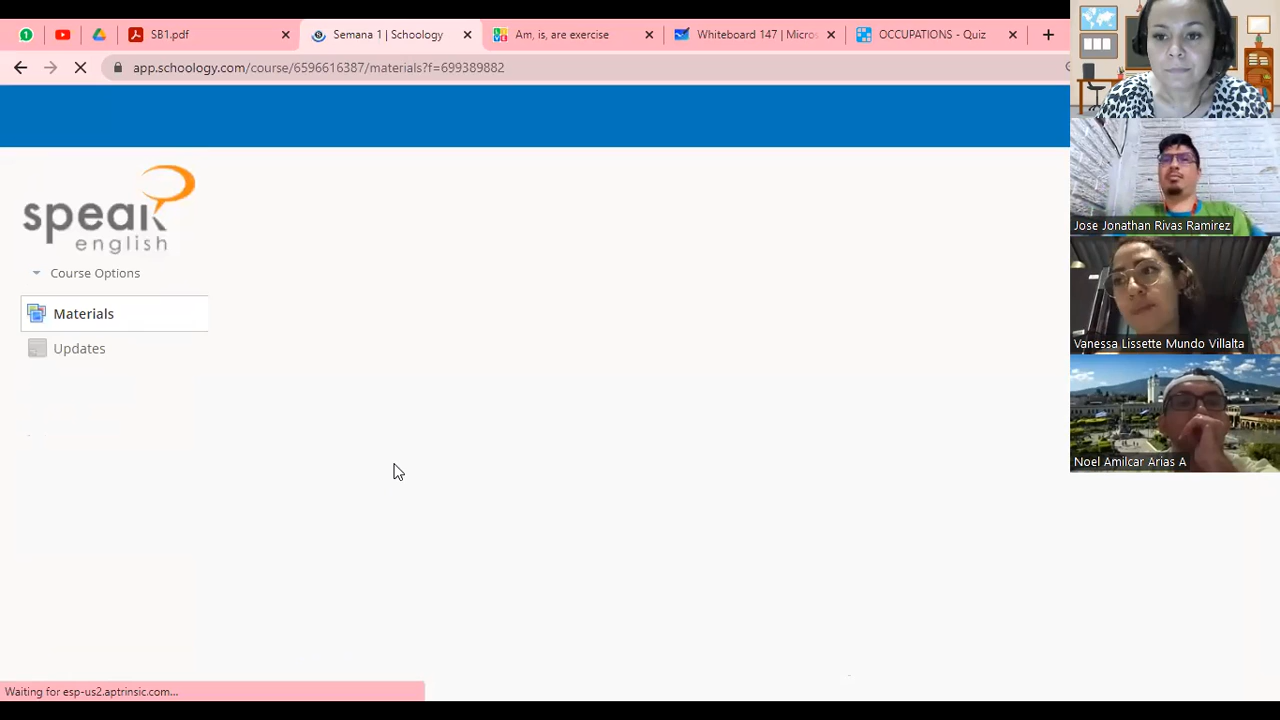 SB1.pdf
Semana 1 | Schoology
Am, is, are exercise
Whiteboard 147 | Micros
OCCUPATIONS - Quiz
app.schoology.com/course/6596616387/materials?f=699389882
speak
english
Course Options
Materials
Updates
Jose Jonathan Rivas Ramirez
Vanessa Lissette Mundo Villalta
Noel Amilcar Arias A
Waiting for esp-us2.aptrinsic.com...